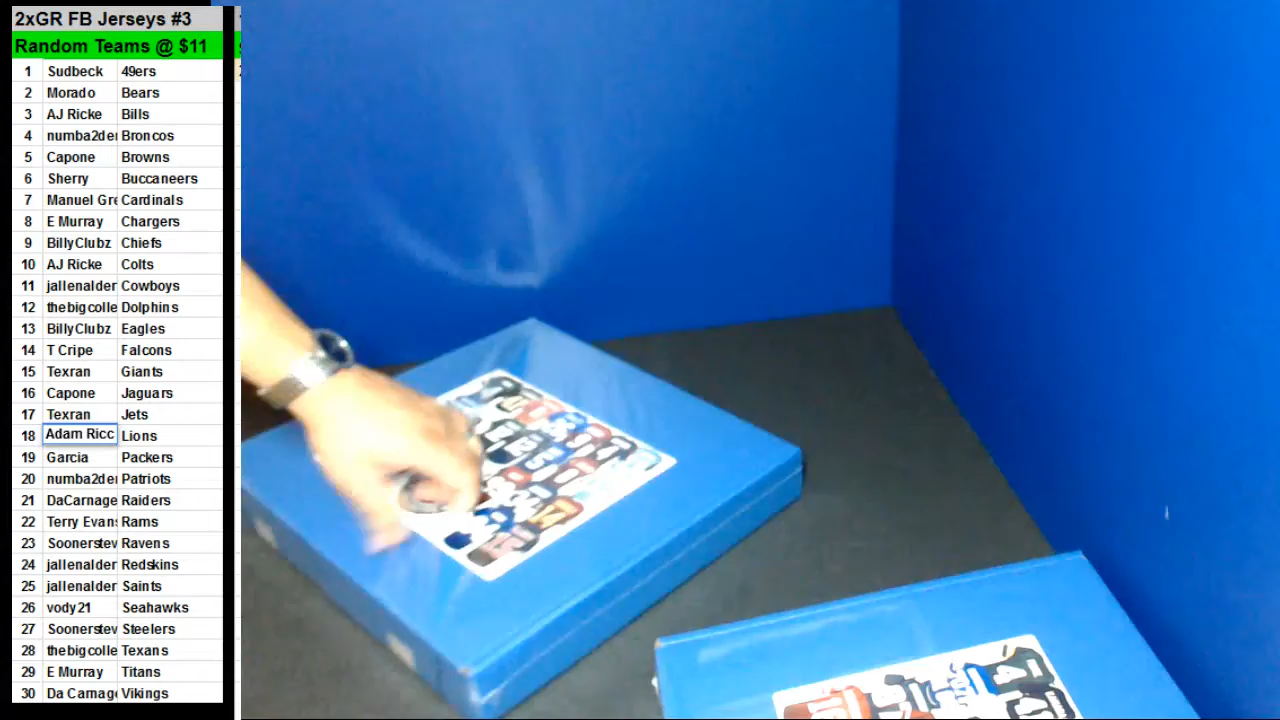 2xGR FB Jerseys #3
Random Teams @ $11
1 Sudbeck 49ers
2 Morado Bears
3 AJ Ricke Bills
4 numba2der Broncos
5 Capone Browns
6 Sherry Buccaneers
7 Manuel Gre Cardinals
8 E Murray Chargers
9 BillyClubz Chiefs
10 AJ Ricke Colts
11 jallenalder Cowboys
12 thebigcolle Dolphins
13 BillyClubz Eagles
14 T Cripe Falcons
15 Texran Giants
16 Capone Jaguars
17 Texran Jets
18 Adam Ricc Lions
19 Garcia Packers
20 numba2der Patriots
21 DaCarnage Raiders
22 Terry Evans Rams
23 Soonerstev Ravens
24 jallenalder Redskins
25 jallenalder Saints
26 vody21 Seahawks
27 Soonerstev Steelers
28 thebigcolle Texans
29 E Murray Titans
30 Da Carnage Vikings